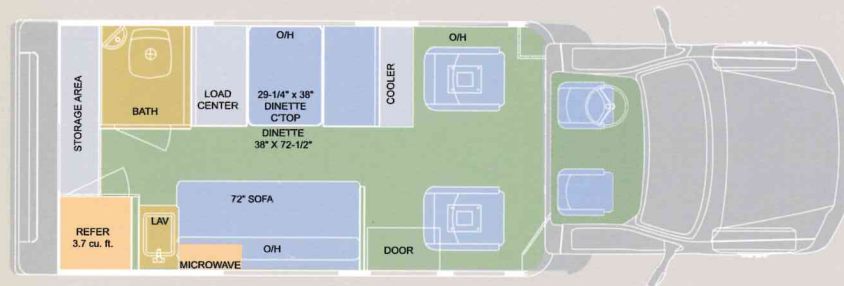 STORAGE AREA
BATH
LOAD
CENTER
O/H
29-1/4" x 38"
DINETTE
C'TOP
DINETTE
38" X 72-1/2"
COOLER
O/H
REFER
3.7 cu. ft.
LAV
72" SOFA
O/H
MICROWAVE
DOOR